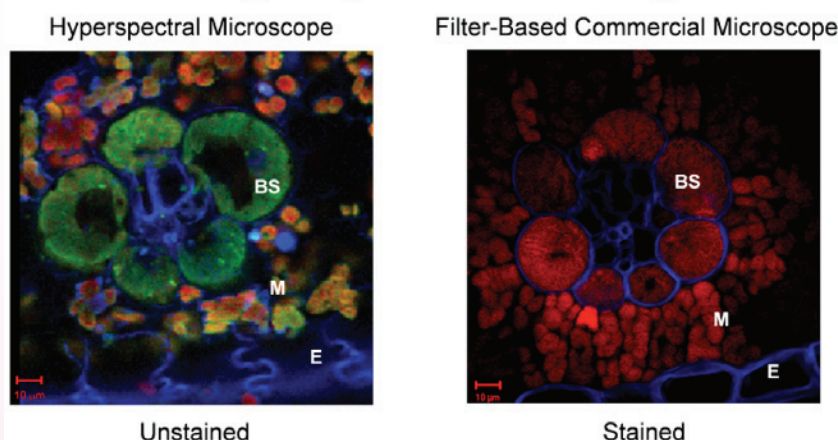 Hyperspectral Microscope
Filter-Based Commercial Microscope
BS
M
E
10 µm
BS
M
E
10 µm
Unstained
Stained